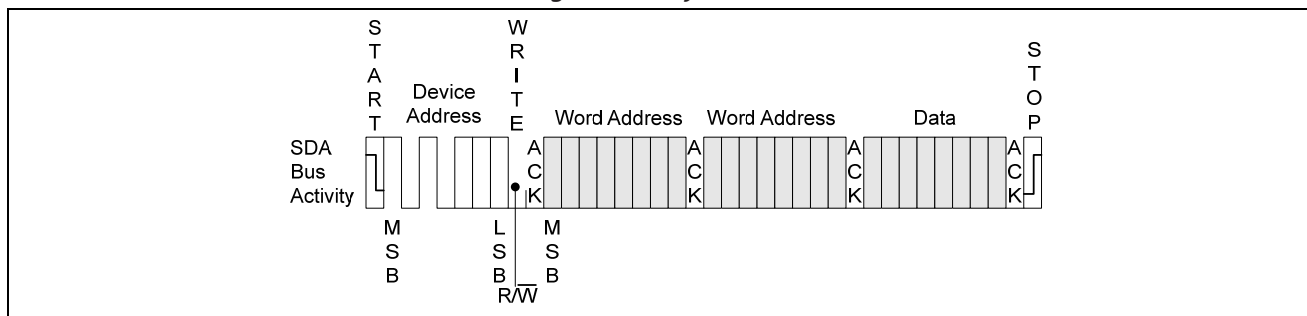 START
WRITE
STOP
Device
Address
Word Address
Word Address
Data
SDA
Bus
Activity
ACK
ACK
ACK
ACK
MSB
LSB
MSB
R/W̅